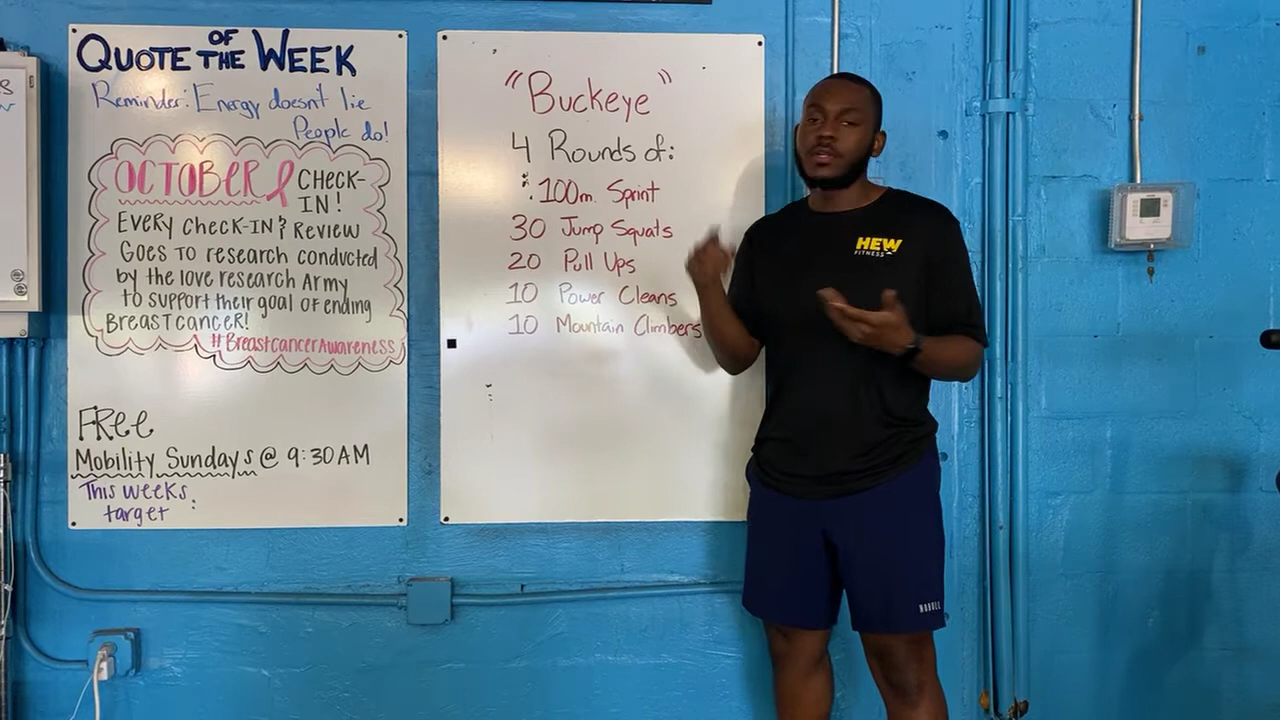 QUOTE OF THE WEEK
Reminder: Energy doesn't lie
People do!
OCTOBER CHeck-
IN!
EVERY CHeCK-IN & Review
Goes To research conducted
by the love research Army
to support their goal of ending
Breast cancer!
#BreastcancerAwareness
FRee
Mobility Sundays @ 9:30AM
This weeks
target :
"Buckeye"
4 Rounds of:
100m. Sprint
30 Jump Squats
20 Pull Ups
10 Power Cleans
10 Mountain Climbers
HEW
FITNESS
NOBULL